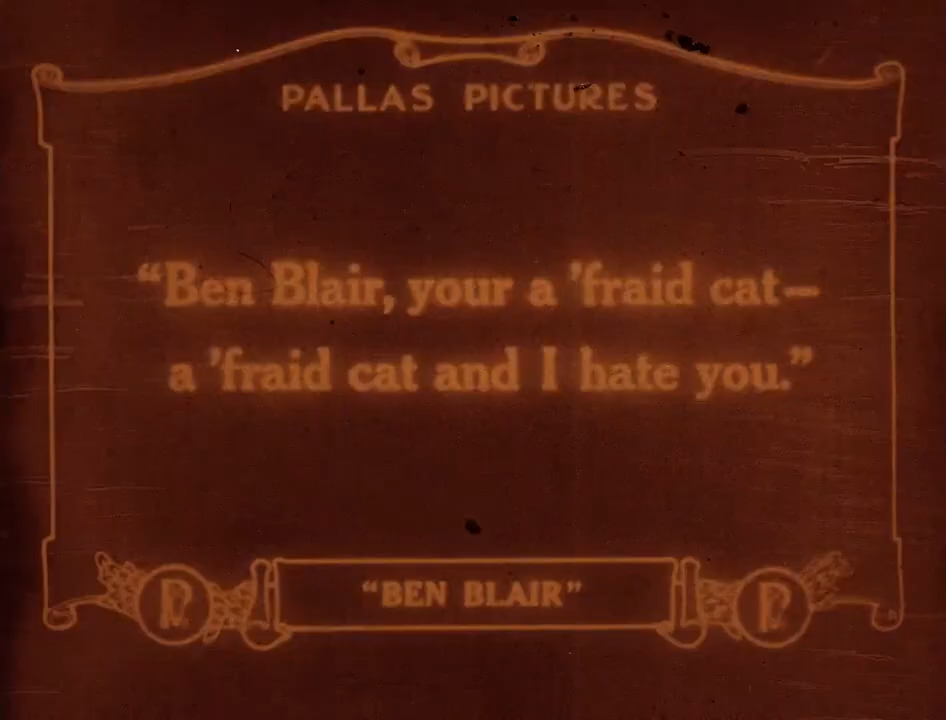 PALLAS PICTURES
“Ben Blair, your a ’fraid cat—
a ’fraid cat and I hate you.”
“BEN BLAIR”
P
P